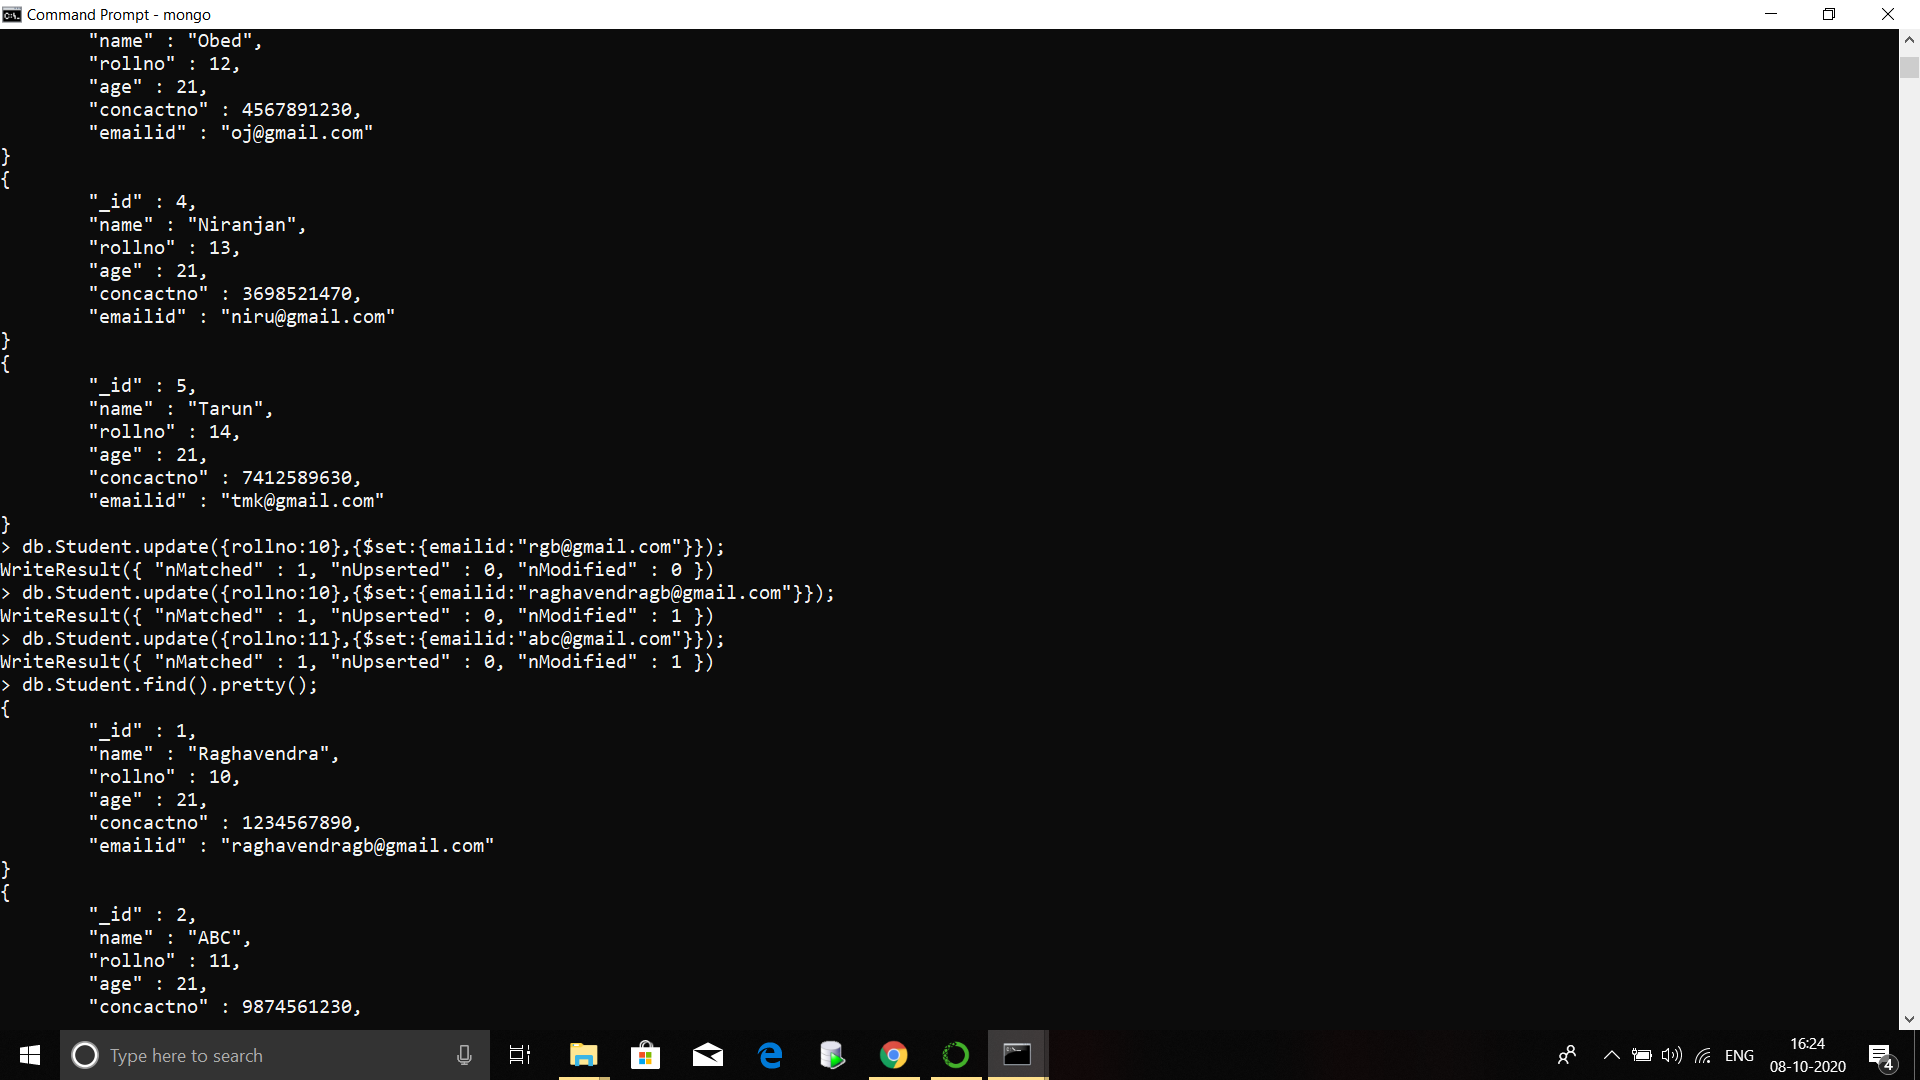 Command Prompt - mongo
"name" : "Obed",
"rollno" : 12,
"age" : 21,
"concactno" : 4567891230,
"emailid" : "oj@gmail.com"
}
{
"_id" : 4,
"name" : "Niranjan",
"rollno" : 13,
"age" : 21,
"concactno" : 3698521470,
"emailid" : "niru@gmail.com"
}
{
"_id" : 5,
"name" : "Tarun",
"rollno" : 14,
"age" : 21,
"concactno" : 7412589630,
"emailid" : "tmk@gmail.com"
}
> db.Student.update({rollno:10},{$set:{emailid:"rgb@gmail.com"}});
WriteResult({ "nMatched" : 1, "nUpserted" : 0, "nModified" : 0 })
> db.Student.update({rollno:10},{$set:{emailid:"raghavendragb@gmail.com"}});
WriteResult({ "nMatched" : 1, "nUpserted" : 0, "nModified" : 1 })
> db.Student.update({rollno:11},{$set:{emailid:"abc@gmail.com"}});
WriteResult({ "nMatched" : 1, "nUpserted" : 0, "nModified" : 1 })
> db.Student.find().pretty();
{
"_id" : 1,
"name" : "Raghavendra",
"rollno" : 10,
"age" : 21,
"concactno" : 1234567890,
"emailid" : "raghavendragb@gmail.com"
}
{
"_id" : 2,
"name" : "ABC",
"rollno" : 11,
"age" : 21,
"concactno" : 9874561230,
Type here to search
ENG
16:24
08-10-2020
4